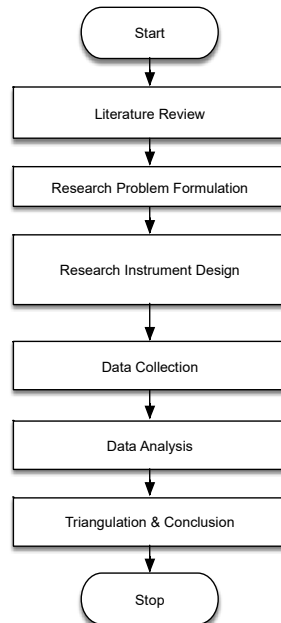 Start
Literature Review
Research Problem Formulation
Research Instrument Design
Data Collection
Data Analysis
Triangulation & Conclusion
Stop